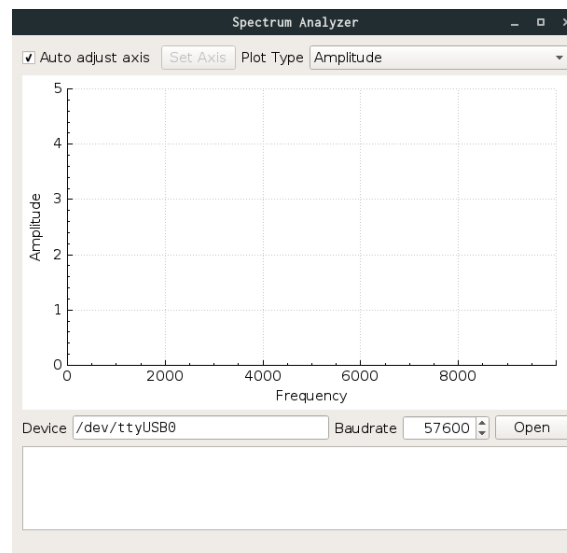 Spectrum Analyzer
Auto adjust axis Set Axis Plot Type Amplitude
5
4
3
2
1
0
Amplitude
0 2000 4000 6000 8000
Frequency
Device /dev/ttyUSB0 Baudrate 57600 Open